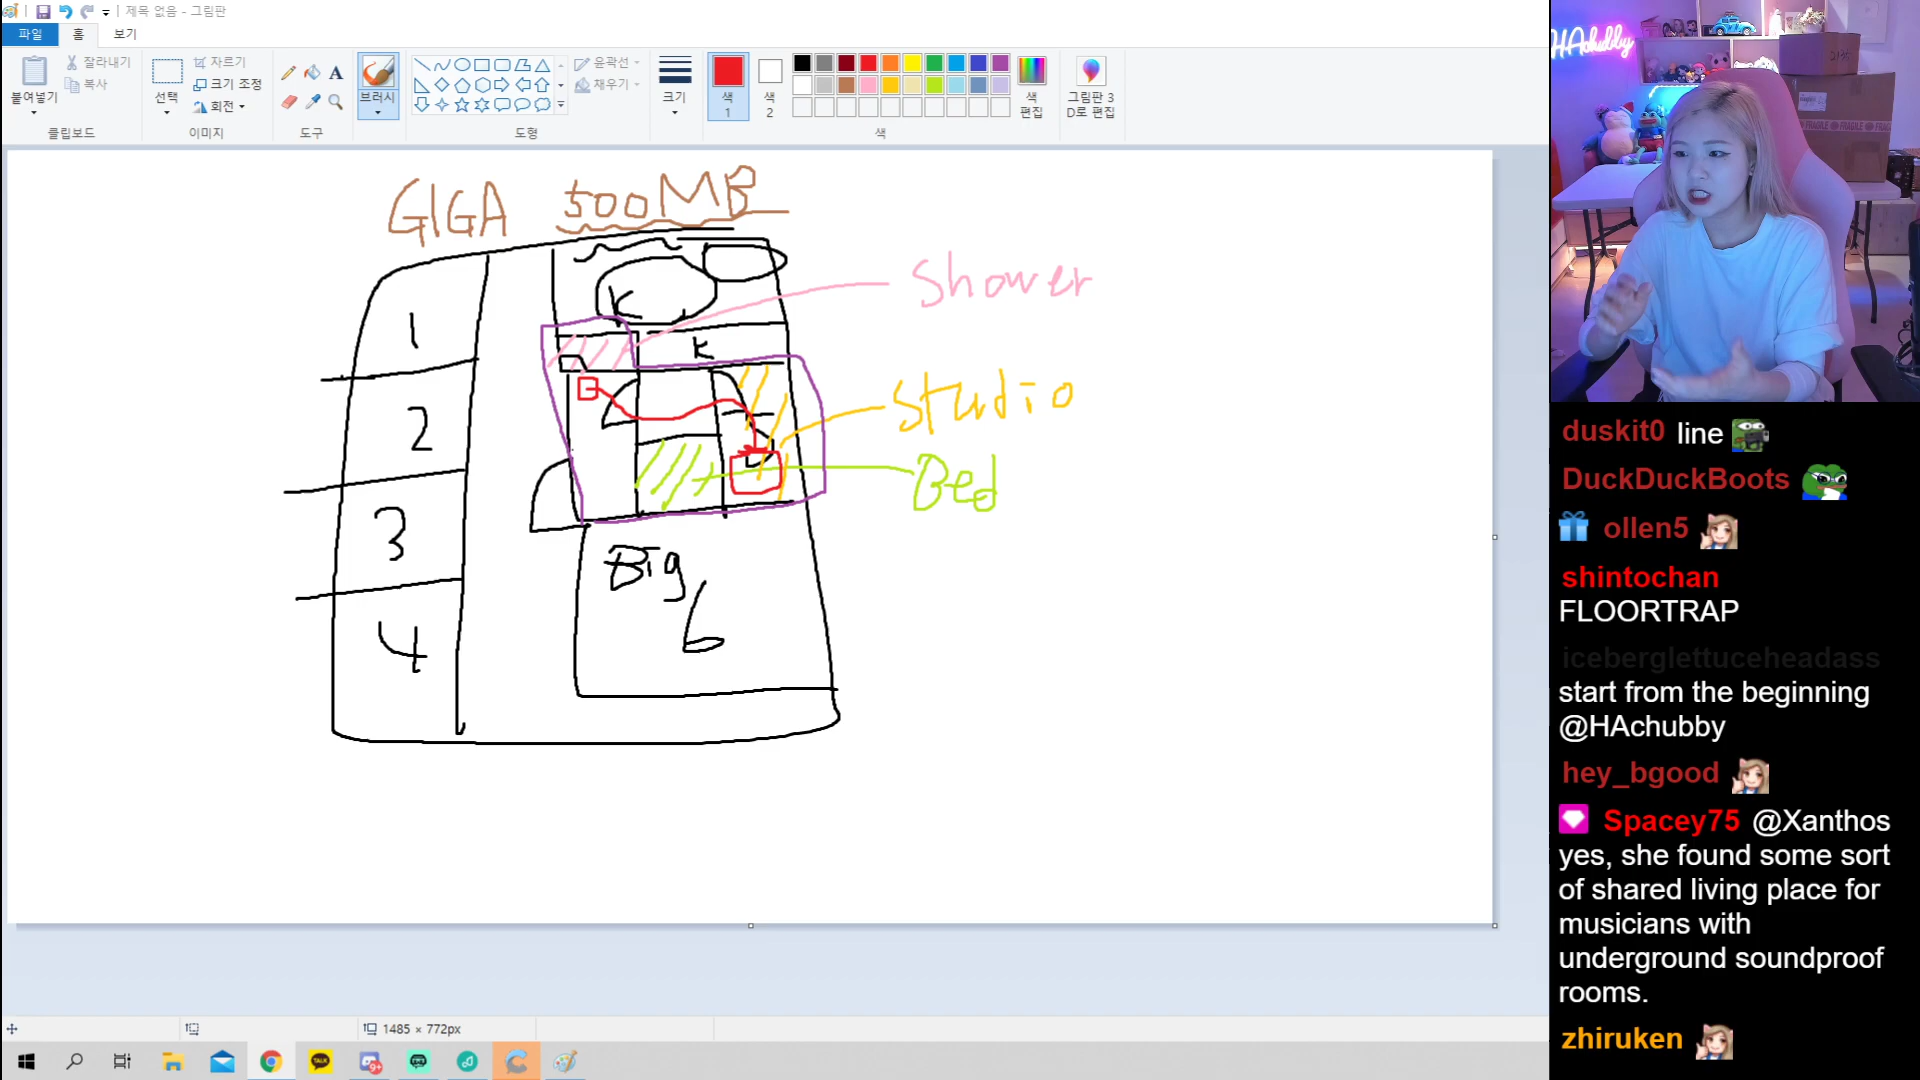 제목 없음 - 그림판
파일
홈
보기
붙여넣기
잘라내기
복사
클립보드
선택
자르기
크기 조정
회전
이미지
A
도구
브러시
윤곽선
채우기
도형
크기
색
1
색
2
색
편집
그림판 3
D로 편집
색
GIGA 500MB
K
Shower
K
Studio
Bed
1
2
3
4
Big
6
HAchubby
FRAGILE
duskit0 line
DuckDuckBoots
ollen5
shintochan
FLOORTRAP
iceberglettuceheadass
start from the beginning
@HAchubby
hey_bgood
Spacey75 @Xanthos
yes, she found some sort
of shared living place for
musicians with
underground soundproof
rooms.
zhiruken
1485 × 772px
TALK
9+